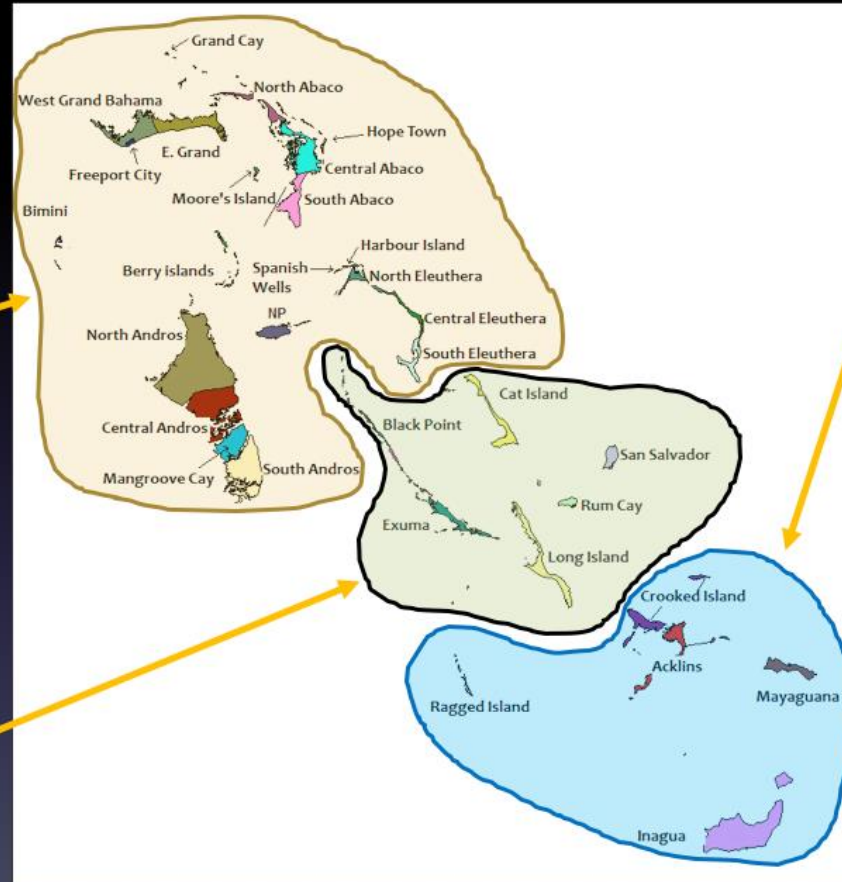 Grand Cay
North Abaco
West Grand Bahama
Hope Town
E. Grand
Freeport City
Central Abaco
Moore's Island
South Abaco
Bimini
Harbour Island
Berry islands
Spanish
Wells
North Eleuthera
NP
Central Eleuthera
North Andros
South Eleuthera
Cat Island
Black Point
Central Andros
San Salvador
Mangroove Cay
South Andros
Rum Cay
Exuma
Long Island
Crooked Island
Acklins
Mayaguana
Ragged Island
Inagua